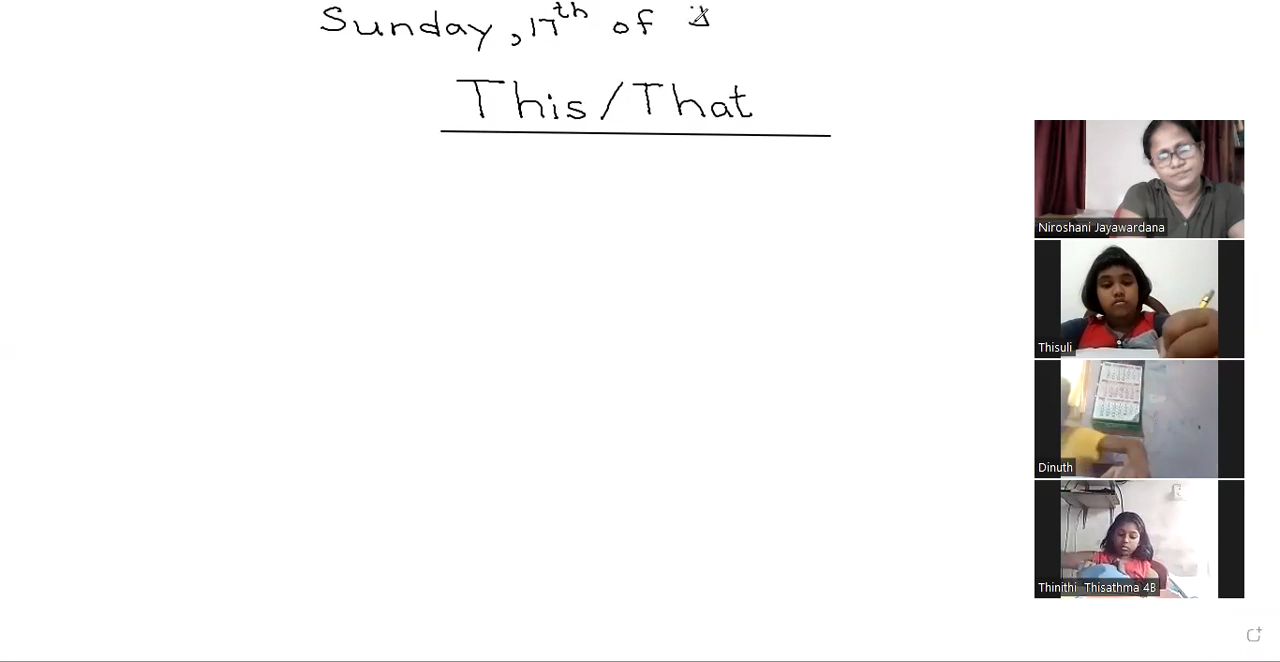 Sunday, 17th of
This/That
Niroshani Jayawardana
Thisuli
Dinuth
Thinithi Thisathma 4B